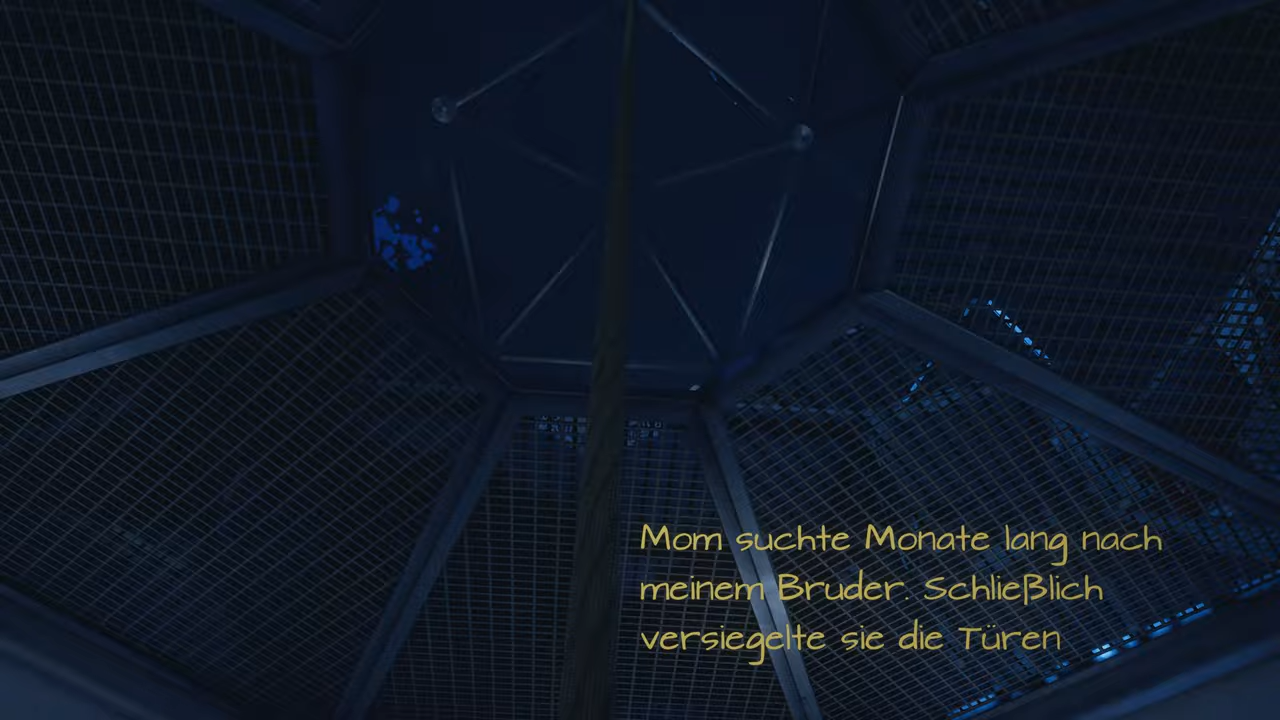 Mom suchte Monate lang nach
meinem Bruder. Schließlich
versiegelte sie die Türen